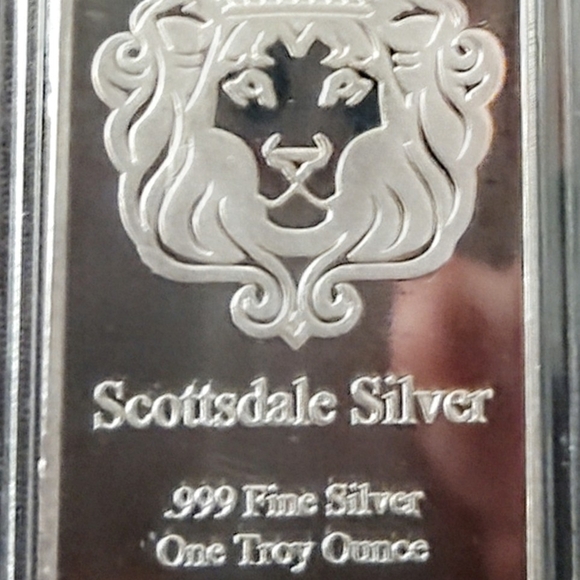 Scottsdale Silver
.999 Fine Silver
One Troy Ounce